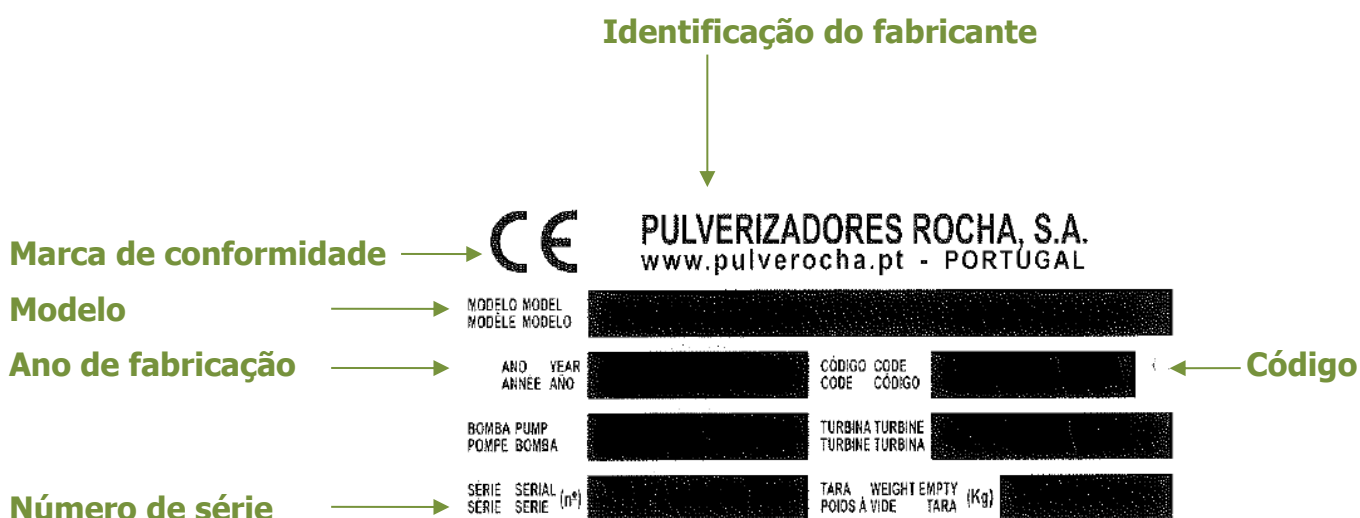 Identificação do fabricante
CE PULVERIZADORES ROCHA, S.A.
www.pulverocha.pt - PORTUGAL
Marca de conformidade
Modelo
MODELO MODEL
MODÈLE MODELO
Ano de fabricação
ANO YEAR
ANNÉE AÑO
CÓDIGO CODE
CODE CÓDIGO
Código
BOMBA PUMP
POMPE BOMBA
TURBINA TURBINE
TURBINE TURBINA
Número de série
SÉRIE SERIAL (nº)
SÉRIE SERIE
TARA WEIGHT EMPTY (Kg)
POIDS À VIDE TARA